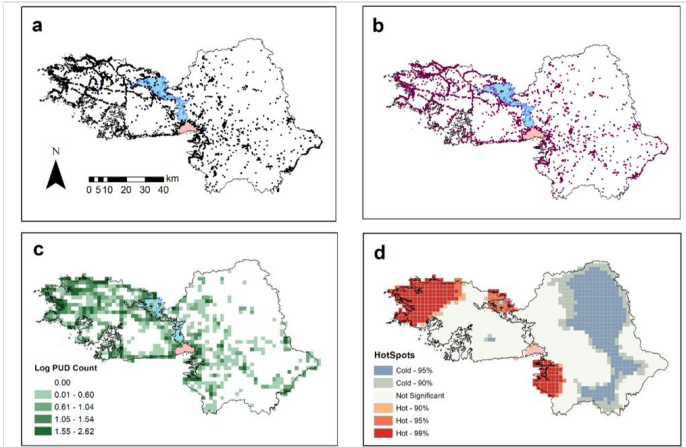 a
b
N
km
0 5 10 20 30 40
c
d
Log PUD Count
0.00
0.01 - 0.60
0.61 - 1.04
1.05 - 1.54
1.55 - 2.62
HotSpots
Cold - 95%
Cold - 90%
Not Significant
Hot - 90%
Hot - 95%
Hot - 99%